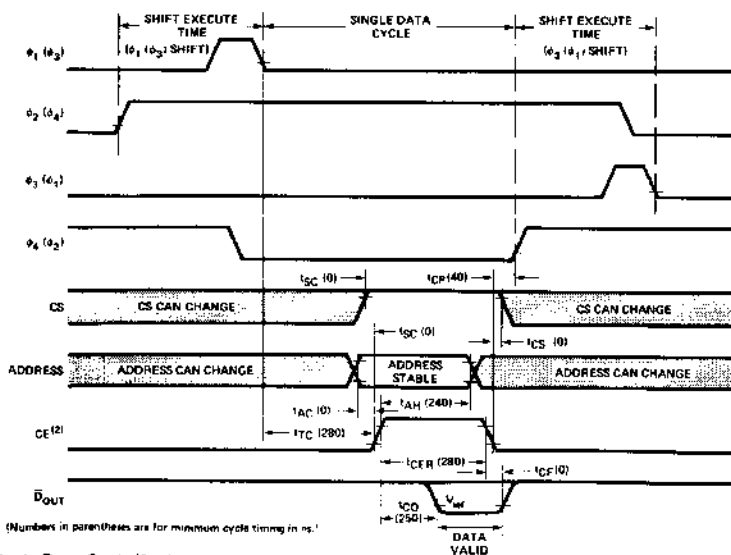 SHIFT EXECUTE TIME
(ϕ1 (ϕ3) SHIFT)
SINGLE DATA CYCLE
SHIFT EXECUTE TIME
(ϕ3 (ϕ1) SHIFT)
ϕ1 (ϕ3)
ϕ2 (ϕ4)
ϕ3 (ϕ1)
ϕ4 (ϕ2)
tSC (0)
tCP (40)
CS
CS CAN CHANGE
CS CAN CHANGE
tSC (0)
tCS (0)
ADDRESS
ADDRESS CAN CHANGE
ADDRESS STABLE
ADDRESS CAN CHANGE
tAC (0)
tAH (240)
tTC (280)
CE(2)
tCER (280)
tCF (0)
D̅OUT
tCO (250)
DATA VALID
(Numbers in parentheses are for minimum cycle timing in ns.)